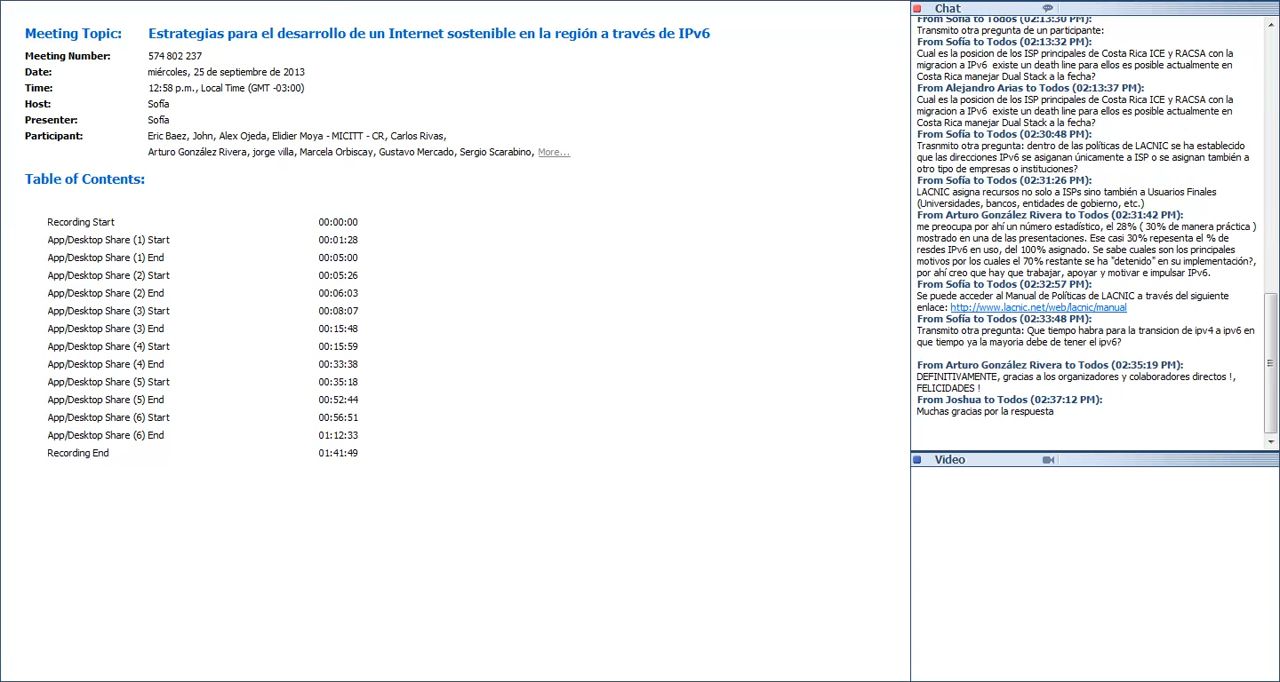 Meeting Topic: Estrategias para el desarrollo de un Internet sostenible en la región a través de IPv6
Meeting Number: 574 802 237
Date: miércoles, 25 de septiembre de 2013
Time: 12:58 p.m., Local Time (GMT -03:00)
Host: Sofía
Presenter: Sofía
Participant: Eric Baez, John, Alex Ojeda, Elidier Moya - MICITT - CR, Carlos Rivas,
Arturo González Rivera, jorge villa, Marcela Orbiscay, Gustavo Mercado, Sergio Scarabino, More...
Table of Contents:
Recording Start 00:00:00
App/Desktop Share (1) Start 00:01:28
App/Desktop Share (1) End 00:05:00
App/Desktop Share (2) Start 00:05:26
App/Desktop Share (2) End 00:06:03
App/Desktop Share (3) Start 00:08:07
App/Desktop Share (3) End 00:15:48
App/Desktop Share (4) Start 00:15:59
App/Desktop Share (4) End 00:33:38
App/Desktop Share (5) Start 00:35:18
App/Desktop Share (5) End 00:52:44
App/Desktop Share (6) Start 00:56:51
App/Desktop Share (6) End 01:12:33
Recording End 01:41:49
Chat
From Sofía to Todos (02:13:30 PM):
Transmito otra pregunta de un participante:
From Sofía to Todos (02:13:32 PM):
Cual es la posicion de los ISP principales de Costa Rica ICE y RACSA con la
migracion a IPv6 existe un death line para ellos es posible actualmente en
Costa Rica manejar Dual Stack a la fecha?
From Alejandro Arias to Todos (02:13:37 PM):
Cual es la posicion de los ISP principales de Costa Rica ICE y RACSA con la
migracion a IPv6 existe un death line para ellos es posible actualmente en
Costa Rica manejar Dual Stack a la fecha?
From Sofía to Todos (02:30:48 PM):
Trasnmito otra pregunta: dentro de las políticas de LACNIC se ha establecido
que las direcciones IPv6 se asiganan únicamente a ISP o se asignan también a
otro tipo de empresas o instituciones?
From Sofía to Todos (02:31:26 PM):
LACNIC asigna recursos no solo a ISPs sino también a Usuarios Finales
(Universidades, bancos, entidades de gobierno, etc.)
From Arturo González Rivera to Todos (02:31:42 PM):
me preocupa por ahí un número estadístico, el 28% ( 30% de manera práctica )
mostrado en una de las presentaciones. Ese casi 30% repesenta el % de
resdes IPv6 en uso, del 100% asignado. Se sabe cuales son los principales
motivos por los cuales el 70% restante se ha "detenido" en su implementación?,
por ahí creo que hay que trabajar, apoyar y motivar e impulsar IPv6.
From Sofía to Todos (02:32:57 PM):
Se puede acceder al Manual de Políticas de LACNIC a través del siguiente
enlace: http://www.lacnic.net/web/lacnic/manual
From Sofía to Todos (02:33:48 PM):
Transmito otra pregunta: Que tiempo habra para la transicion de ipv4 a ipv6 en
que tiempo ya la mayoria debe de tener el ipv6?
From Arturo González Rivera to Todos (02:35:19 PM):
DEFINITIVAMENTE, gracias a los organizadores y colaboradores directos !,
FELICIDADES !
From Joshua to Todos (02:37:12 PM):
Muchas gracias por la respuesta
Video